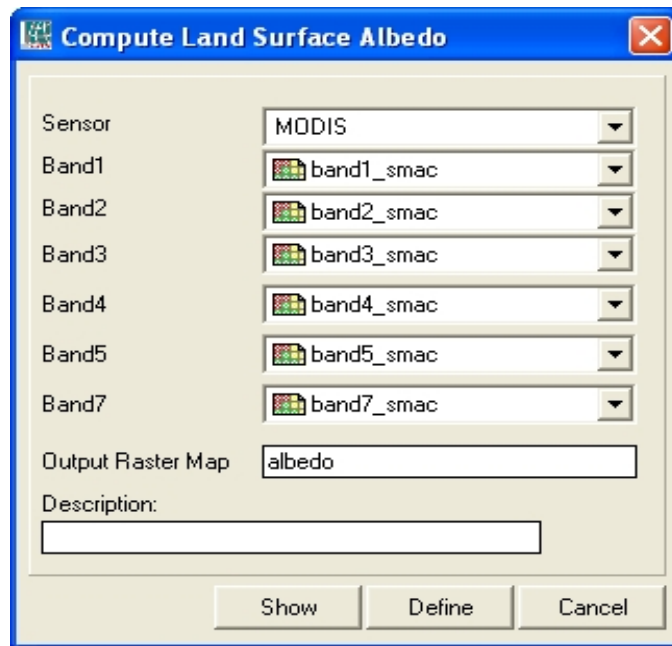 Compute Land Surface Albedo
Sensor MODIS
Band1 band1_smac
Band2 band2_smac
Band3 band3_smac
Band4 band4_smac
Band5 band5_smac
Band7 band7_smac
Output Raster Map albedo
Description:
Show Define Cancel